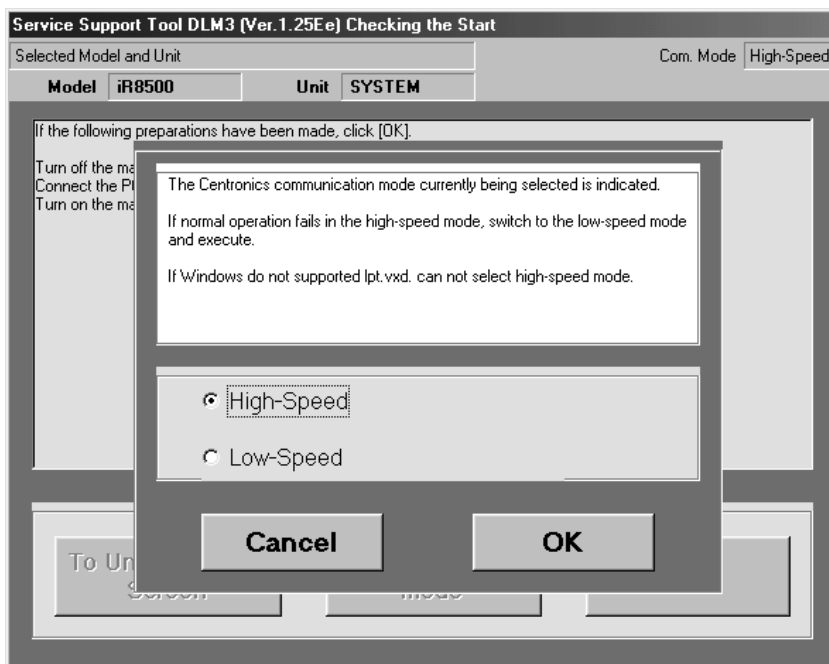 Service Support Tool DLM3 (Ver.1.25Ee) Checking the Start
Selected Model and Unit
Com. Mode High-Speed
Model iR8500 Unit SYSTEM
If the following preparations have been made, click [OK].
Turn off the ma
Connect the P
Turn on the ma
The Centronics communication mode currently being selected is indicated.
If normal operation fails in the high-speed mode, switch to the low-speed mode
and execute.
If Windows do not supported lpt.vxd. can not select high-speed mode.
High-Speed
Low-Speed
Cancel OK
To Un
Screen
Mode